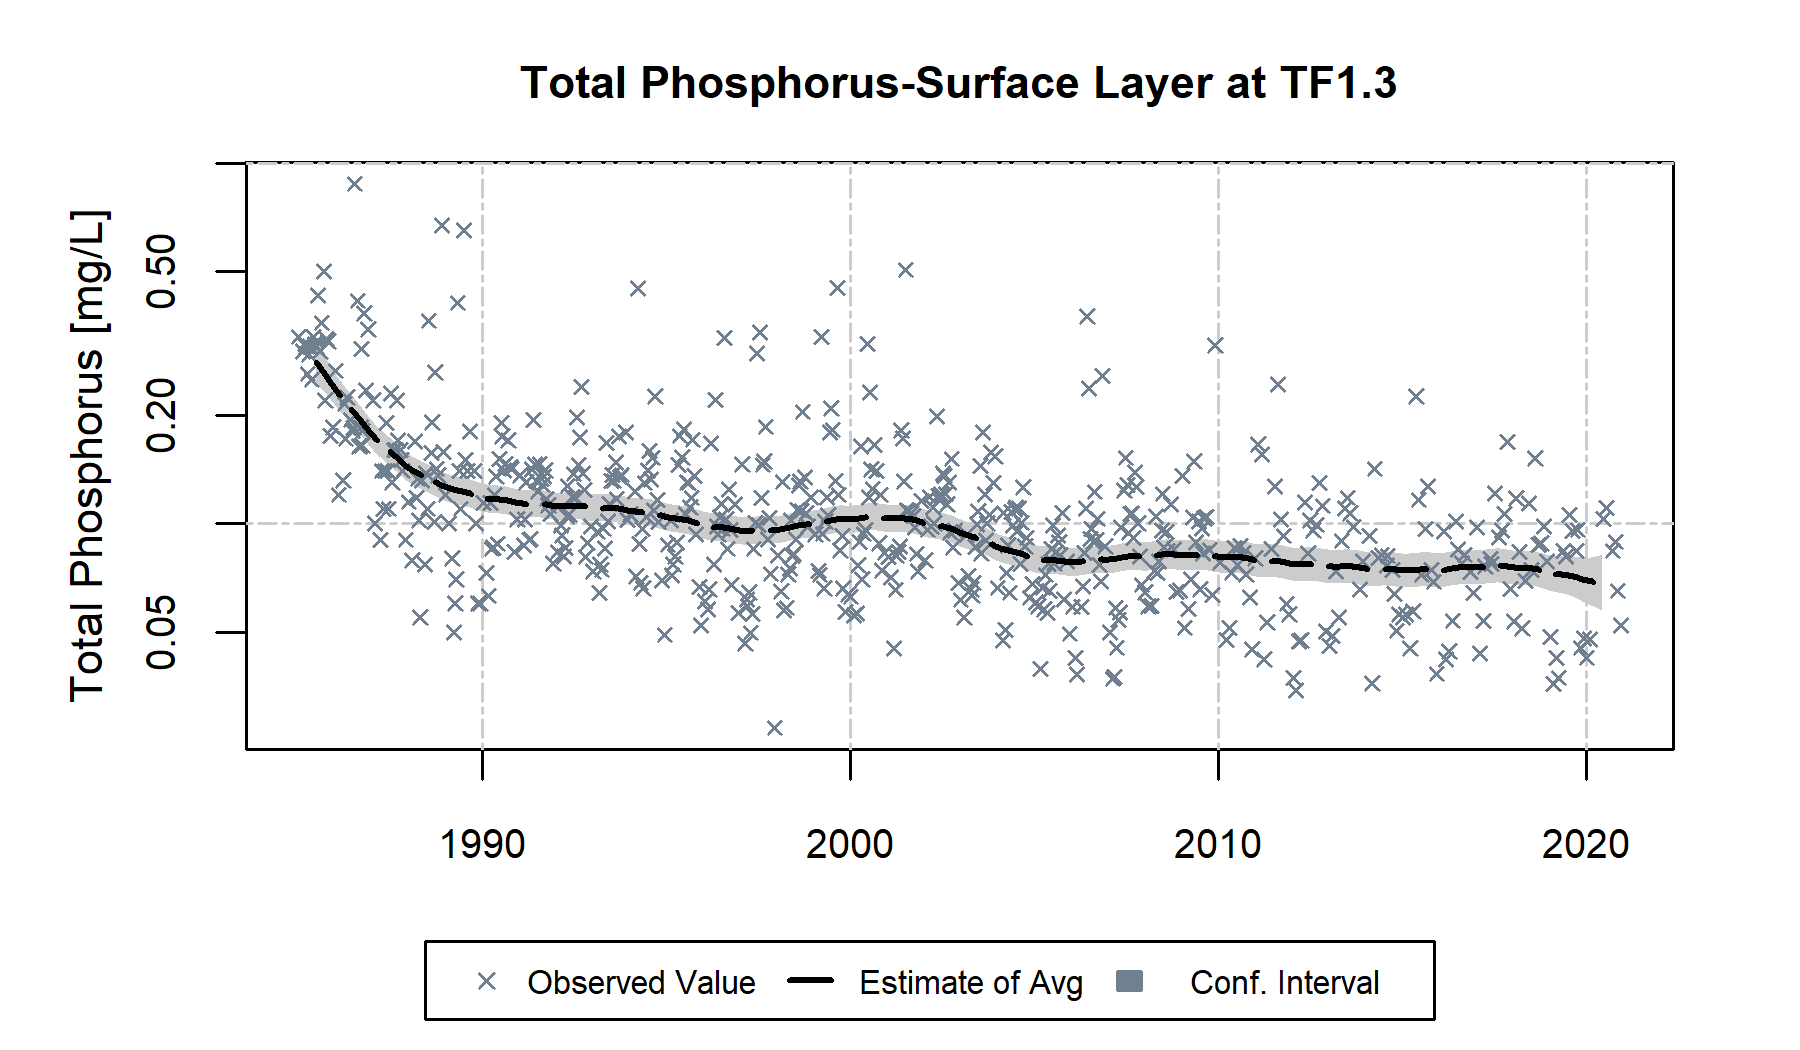 Total Phosphorus-Surface Layer at TF1.3
Total Phosphorus [mg/L]
0.50
0.20
0.05
1990 2000 2010 2020
Observed Value Estimate of Avg Conf. Interval